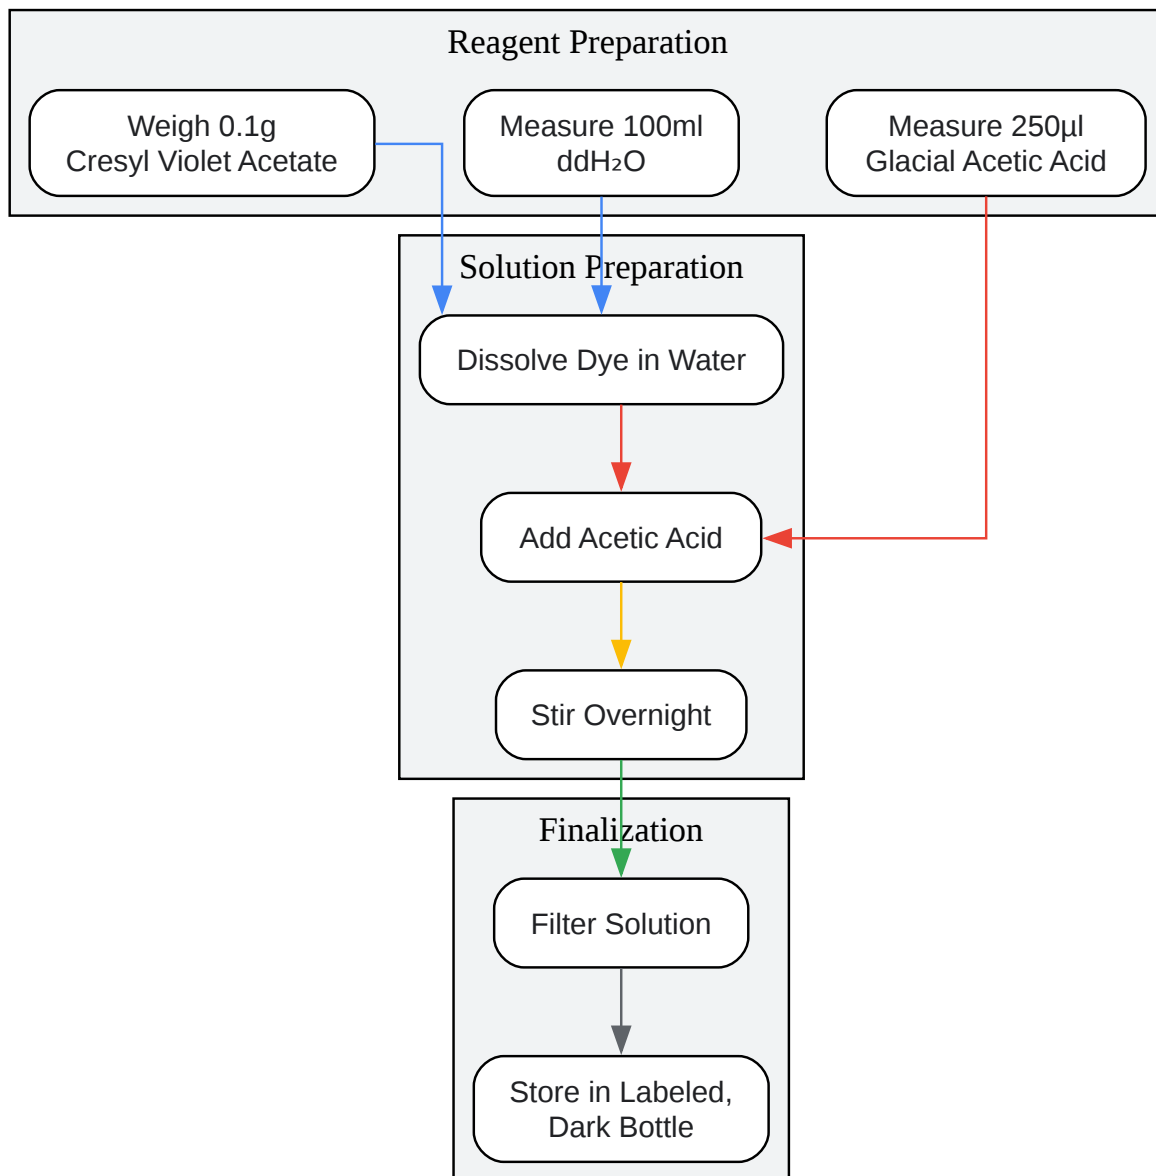 Reagent Preparation
Weigh 0.1g
Cresyl Violet Acetate
Measure 100ml
ddH₂O
Measure 250µl
Glacial Acetic Acid
Solution Preparation
Dissolve Dye in Water
Add Acetic Acid
Stir Overnight
Finalization
Filter Solution
Store in Labeled,
Dark Bottle